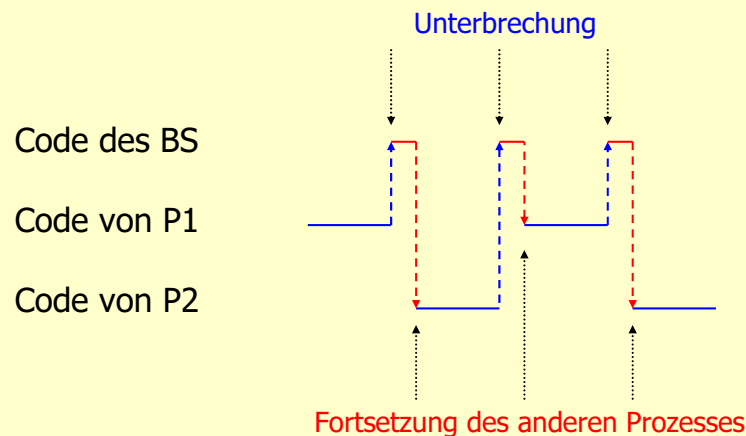 Unterbrechung
Code des BS
Code von P1
Code von P2
Fortsetzung des anderen Prozesses